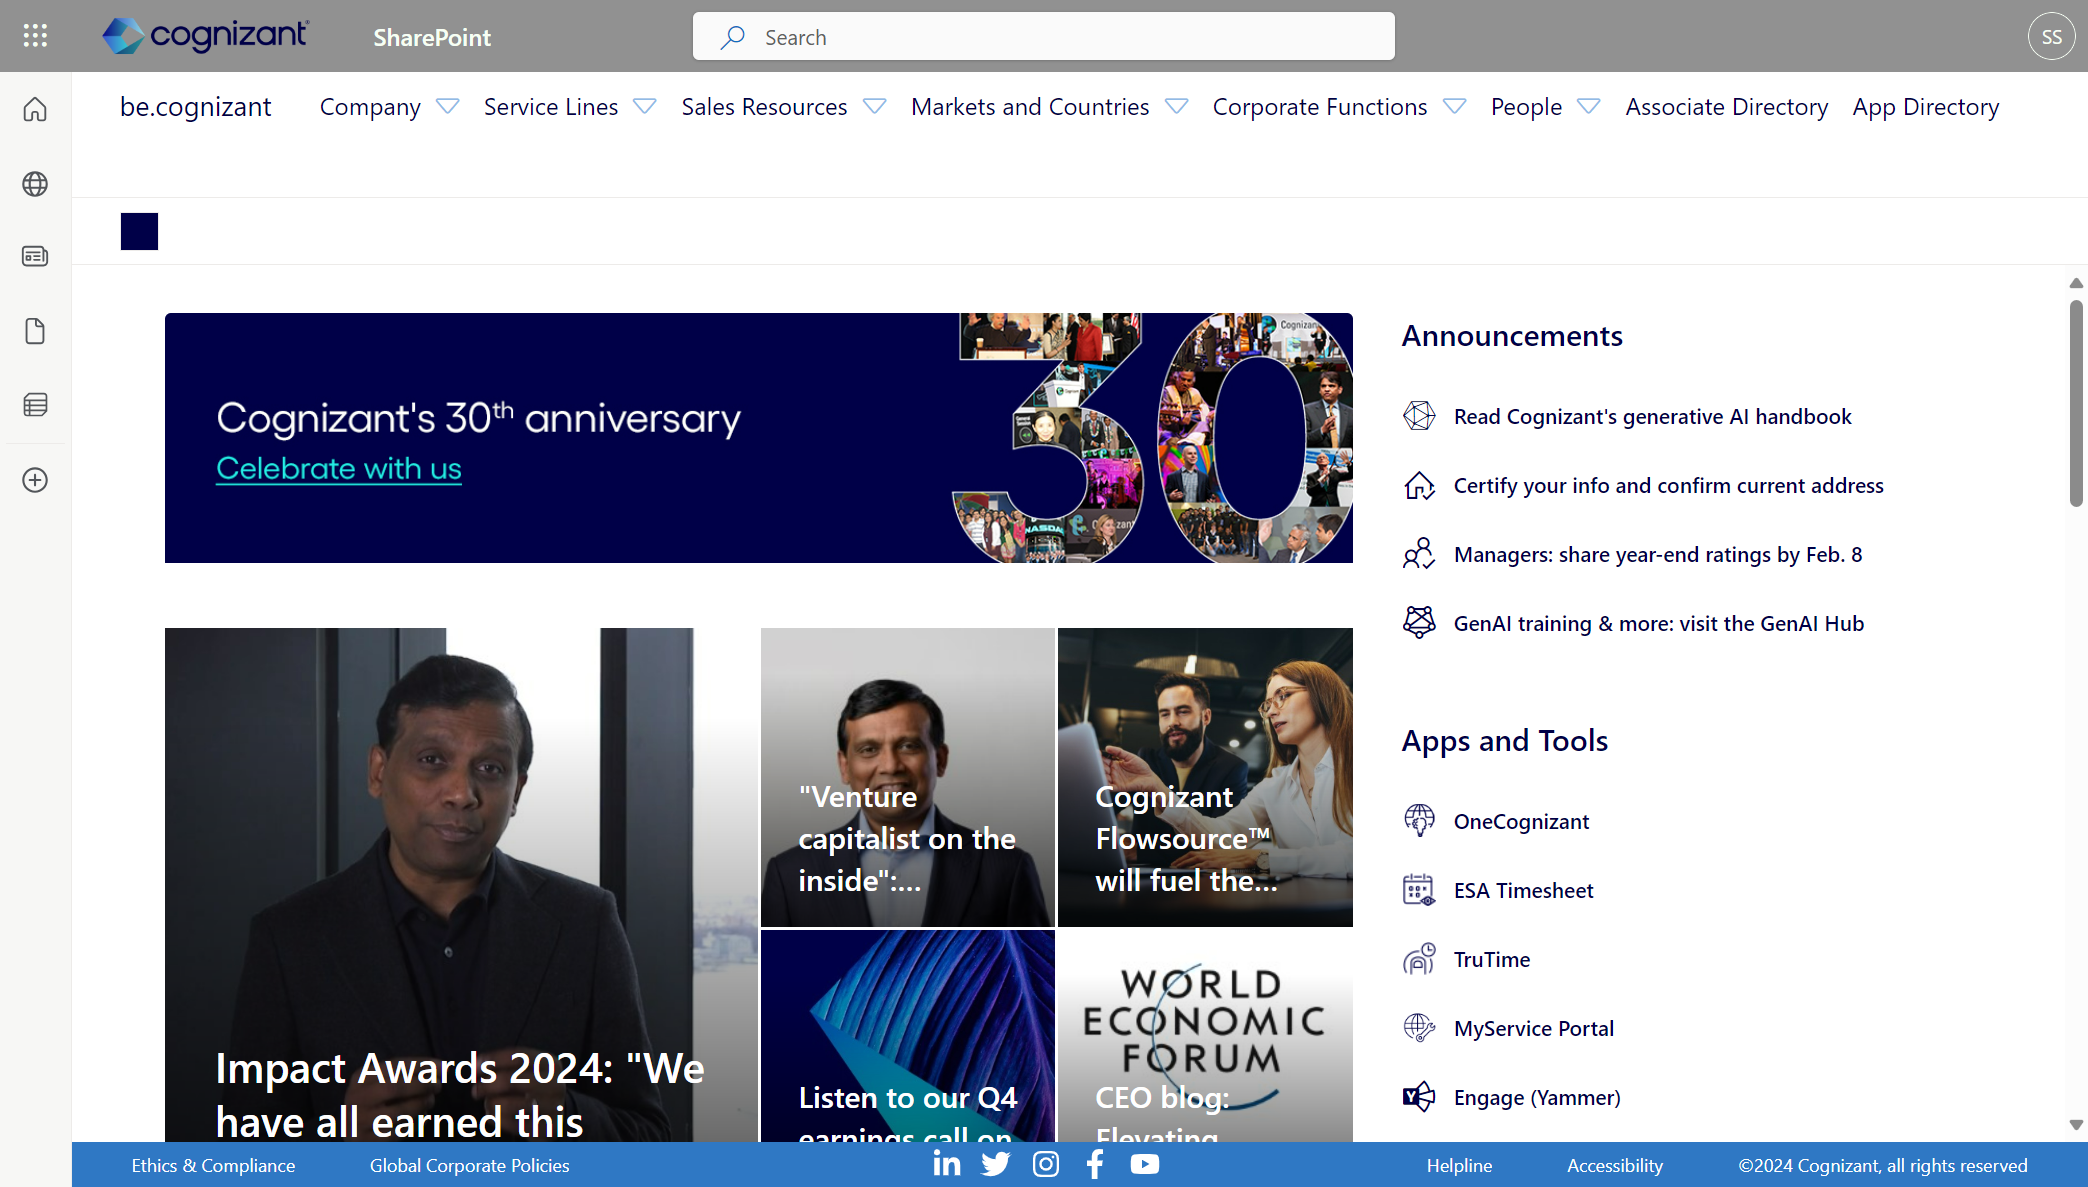 cognizant
SharePoint
Search
SS
be.cognizant
Company
Service Lines
Sales Resources
Markets and Countries
Corporate Functions
People
Associate Directory
App Directory
Cognizant's 30th anniversary
Celebrate with us
NASDAQ
Announcements
Read Cognizant's generative AI handbook
Certify your info and confirm current address
Managers: share year-end ratings by Feb. 8
GenAI training & more: visit the GenAI Hub
Impact Awards 2024: "We
have all earned this
"Venture
capitalist on the
inside":...
Cognizant
Flowsource™
will fuel the...
Listen to our Q4
earnings call on
WORLD
ECONOMIC
FORUM
CEO blog:
Elevating
Apps and Tools
OneCognizant
ESA Timesheet
TruTime
MyService Portal
Engage (Yammer)
Ethics & Compliance
Global Corporate Policies
Helpline
Accessibility
©2024 Cognizant, all rights reserved